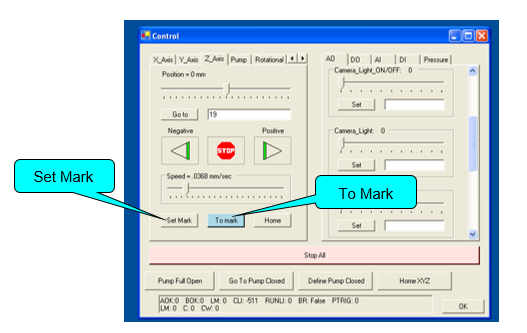 Control
X_Axis Y_Axis Z_Axis Pump Rotational
Position = 0 mm
Go to 19
Negative Positive
STOP
Speed = .0368 mm/sec
Set Mark To mark Home
AO DO AI DI Pressure
Camera_Light_ON/OFF: 0
Set
Camera_Light: 0
Set
Set
Set Mark
To Mark
Stop All
Pump Full Open Go To Pump Closed Define Pump Closed Home XYZ
AOK:0 BOK:0 LM: 0 CLI: -511 RUNLI: 0 BR: False PTRIG: 0
LM: 0 C: 0 CW: 0
OK